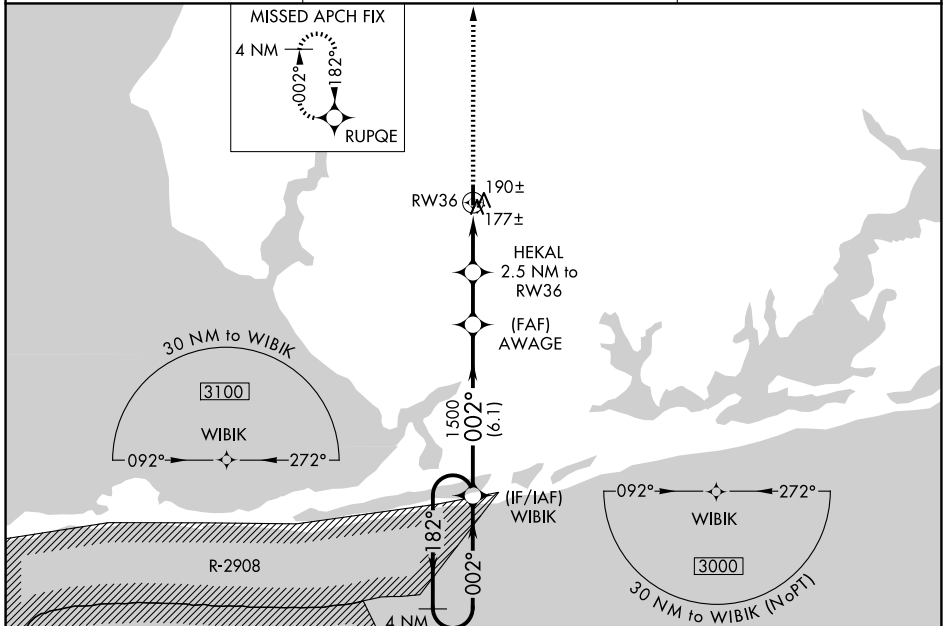 MISSED APCH FIX
4 NM
002°
182°
RUPQE
RW36
190±
177±
HEKAL
2.5 NM to
RW36
(FAF)
AWAGE
30 NM to WIBIK
3100
WIBIK
092°
272°
1500
002°
(6.1)
(IF/IAF)
WIBIK
092°
272°
WIBIK
3000
30 NM to WIBIK (NoPT)
182°
002°
R-2908
4 NM